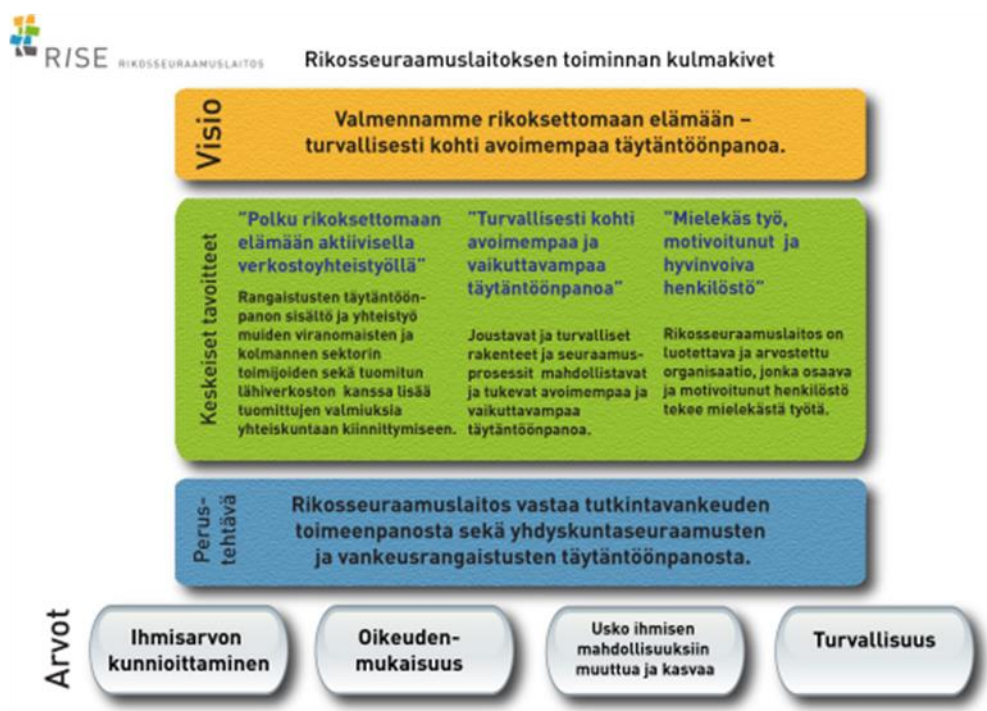 RISE RIKOSSEURAAMUSLAITOS
Rikosseuraamuslaitoksen toiminnan kulmakivet
Visio
Valmennamme rikoksettomaan elämään –
turvallisesti kohti avoimempaa täytäntöönpanoa.
Keskeiset tavoitteet
"Polku rikoksettomaan
elämään aktiivisella
verkostoyhteistyöllä"
Rangaistusten täytäntöön-
panon sisältö ja yhteistyö
muiden viranomaisten ja
kolmannen sektorin
toimijoiden sekä tuomitun
lähiverkoston kanssa lisää
tuomittujen valmiuksia
yhteiskuntaan kiinnittymiseen.
"Turvallisesti kohti
avoimempaa ja
vaikuttavampaa
täytäntöönpanoa"
Joustavat ja turvalliset
rakenteet ja seuraamus-
prosessit mahdollistavat
ja tukevat avoimempaa ja
vaikuttavampaa
täytäntöönpanoa.
"Mielekäs työ,
motivoitunut ja
hyvinvoiva
henkilöstö"
Rikosseuraamuslaitos on
luotettava ja arvostettu
organisaatio, jonka osaava
ja motivoitunut henkilöstö
tekee mielekästä työtä.
Perus-
tehtävä
Rikosseuraamuslaitos vastaa tutkintavankeuden
toimeenpanosta sekä yhdyskuntaseuraamusten
ja vankeusrangaistusten täytäntöönpanosta.
Arvot
Ihmisarvon
kunnioittaminen
Oikeuden-
mukaisuus
Usko ihmisen
mahdollisuuksiin
muuttua ja kasvaa
Turvallisuus